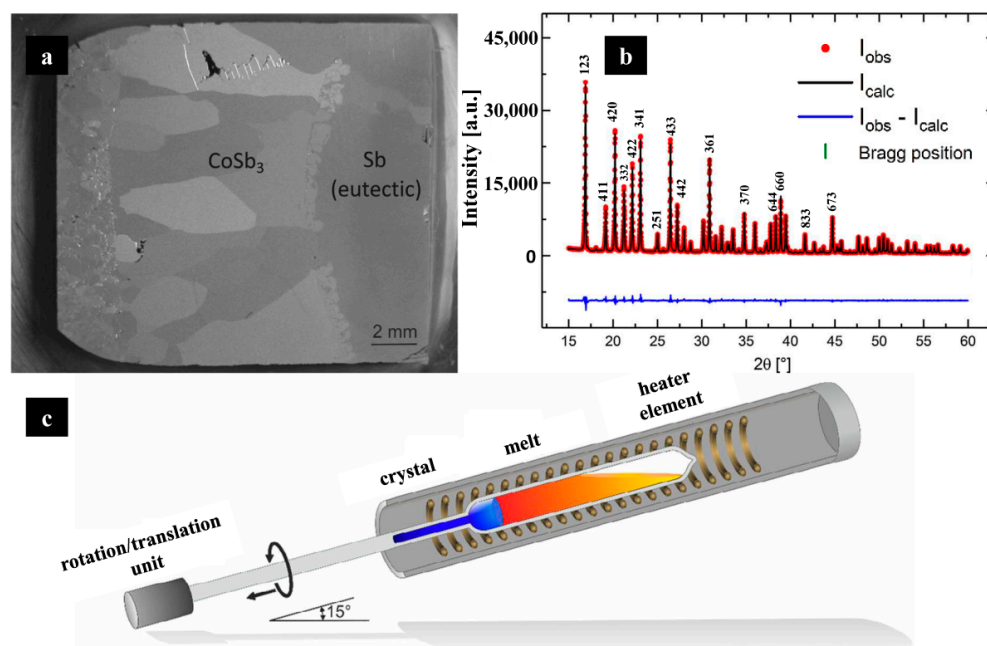 a
CoSb3
Sb
(eutectic)
2 mm
b
Intensity [a.u.]
45,000
30,000
15,000
0
123
411
420
332
422
341
251
433
442
361
370
644
660
833
673
Iobs
Icalc
Iobs - Icalc
Bragg position
15 20 25 30 35 40 45 50 55 60
2θ [°]
c
heater
element
melt
crystal
rotation/translation
unit
15°